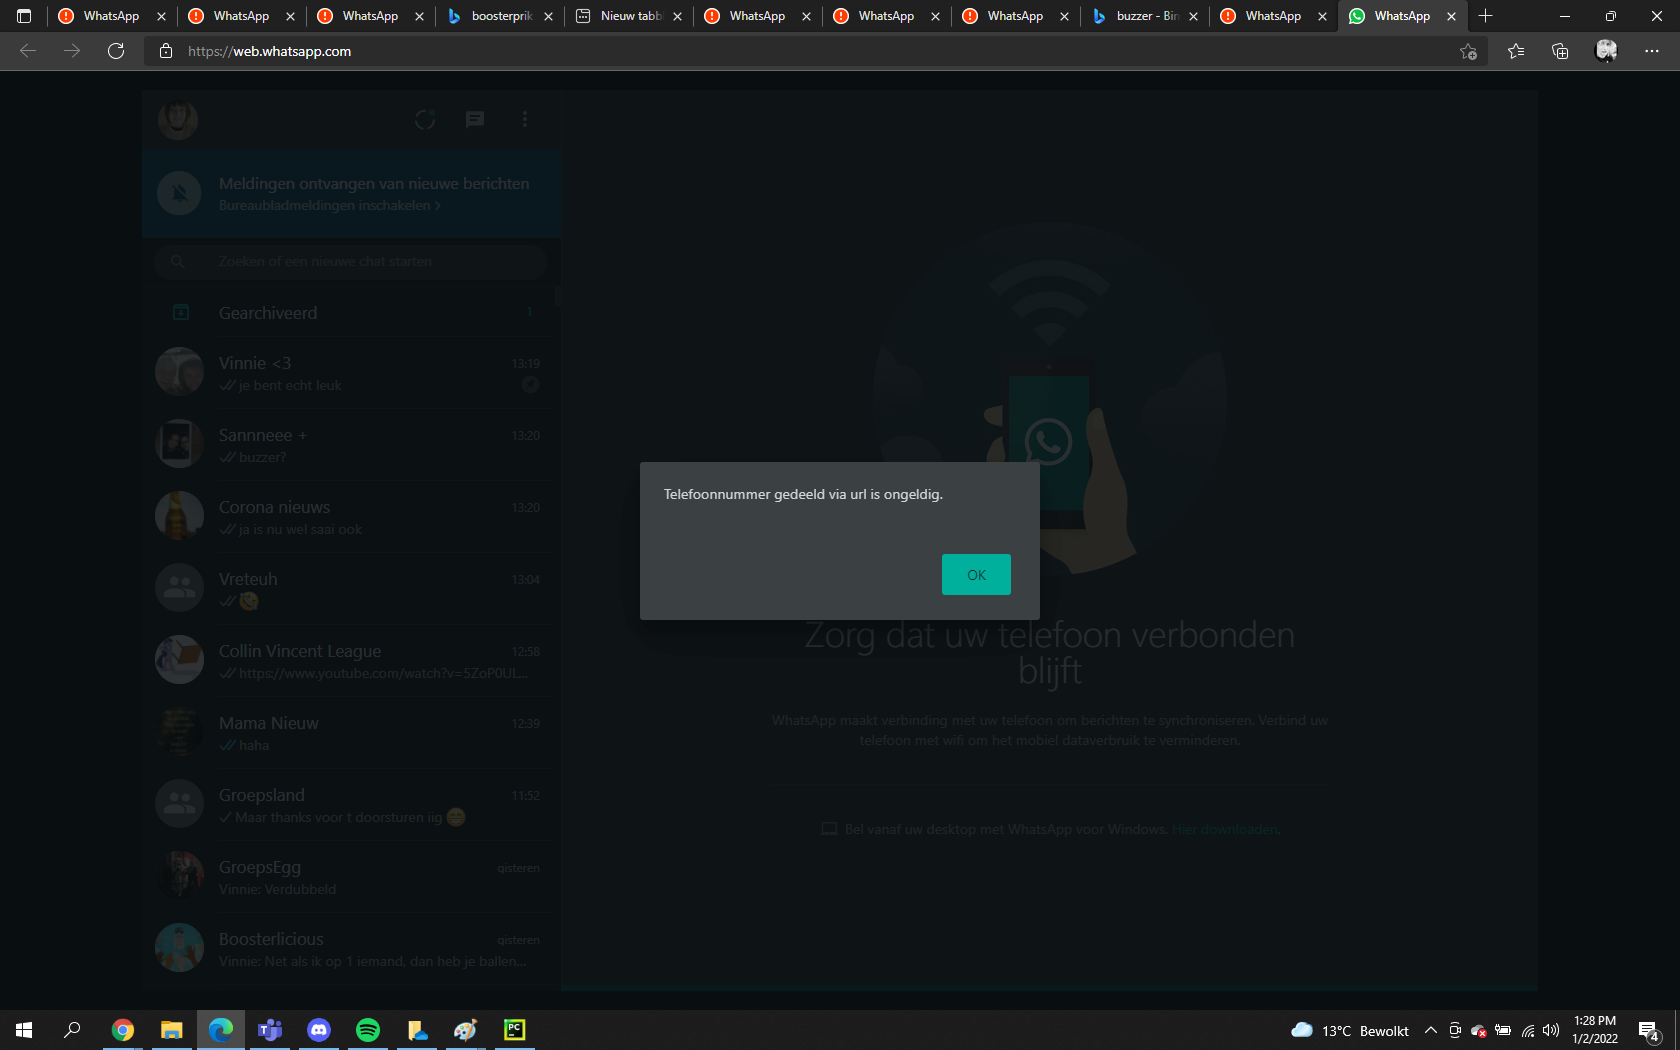 WhatsApp
WhatsApp
WhatsApp
boosterprik
Nieuw tabb
WhatsApp
WhatsApp
WhatsApp
buzzer - Bin
WhatsApp
WhatsApp
https://web.whatsapp.com
Meldingen ontvangen van nieuwe berichten
Bureaubladmeldingen inschakelen >
Zoeken of een nieuwe chat starten
Gearchiveerd 1
Vinnie <3 13:19
je bent echt leuk
Sannneee + 13:20
buzzer?
Corona nieuws 13:20
ja is nu wel saai ook
Vreteuh 13:04
Collin Vincent League 12:58
https://www.youtube.com/watch?v=5ZoP0UL...
Mama Nieuw 12:39
haha
Groepsland 11:52
Maar thanks voor t doorsturen iig
GroepsEgg gisteren
Vinnie: Verdubbeld
Boosterlicious gisteren
Vinnie: Net als ik op 1 iemand, dan heb je ballen...
Telefoonnummer gedeeld via url is ongeldig.
OK
Zorg dat uw telefoon verbonden
blijft
WhatsApp maakt verbinding met uw telefoon om berichten te synchroniseren. Verbind uw
telefoon met wifi om het mobiel dataverbruik te verminderen.
Bel vanaf uw desktop met WhatsApp voor Windows. Hier downloaden.
PC
13°C Bewolkt
1:28 PM
1/2/2022
4